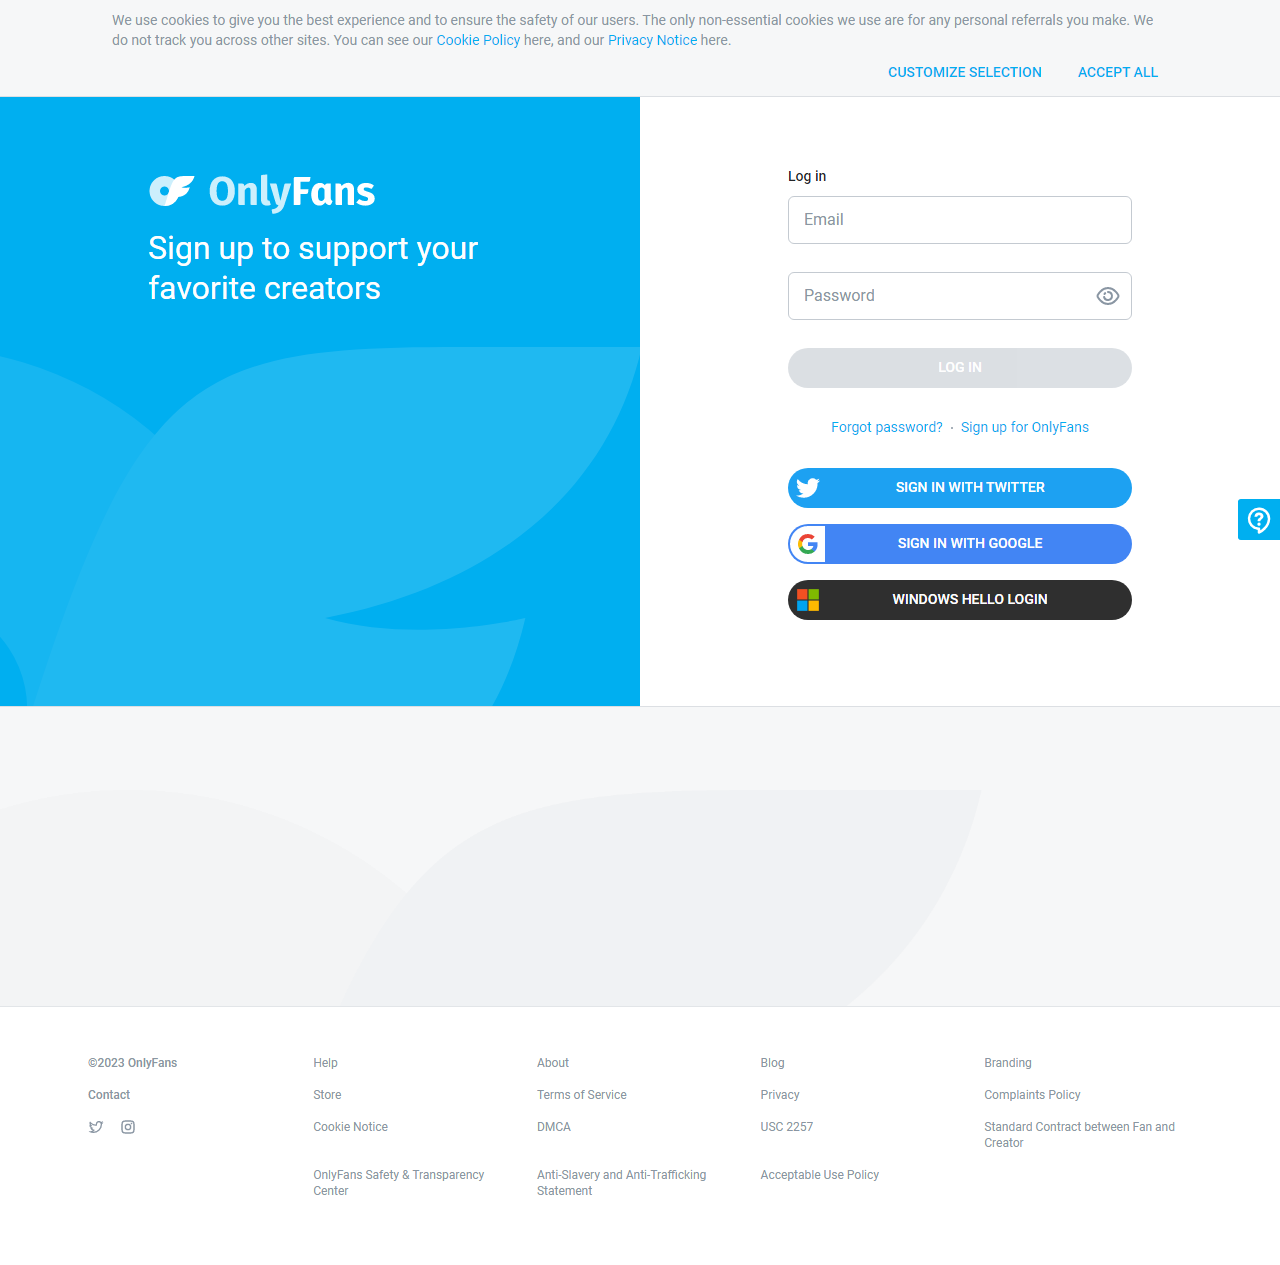 We use cookies to give you the best experience and to ensure the safety of our users. The only non-essential cookies we use are for any personal referrals you make. We
do not track you across other sites. You can see our Cookie Policy here, and our Privacy Notice here.
CUSTOMIZE SELECTION ACCEPT ALL
OnlyFans
Sign up to support your
favorite creators
Log in
Email
Password
LOG IN
Forgot password? · Sign up for OnlyFans
SIGN IN WITH TWITTER
SIGN IN WITH GOOGLE
WINDOWS HELLO LOGIN
©2023 OnlyFans Help About Blog Branding
Contact Store Terms of Service Privacy Complaints Policy
Cookie Notice DMCA USC 2257 Standard Contract between Fan and
Creator
OnlyFans Safety & Transparency Anti-Slavery and Anti-Trafficking Acceptable Use Policy
Center Statement